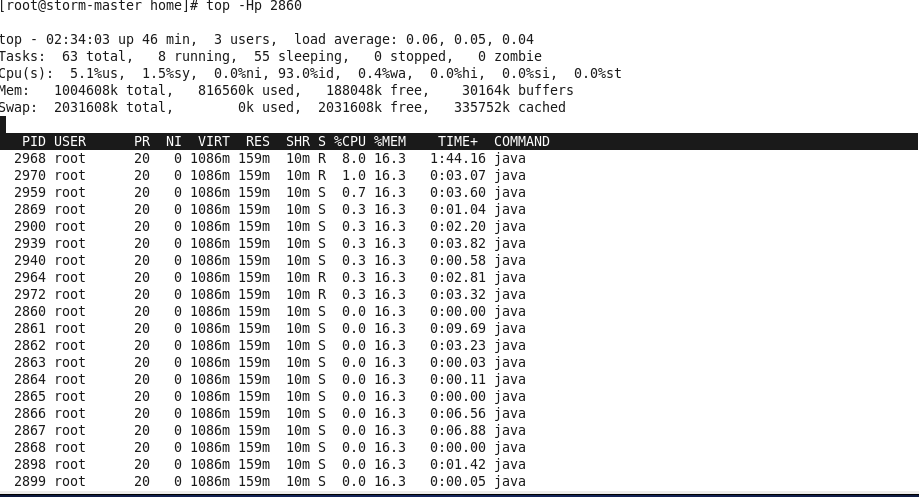 [root@storm-master home]# top -Hp 2860
top - 02:34:03 up 46 min,  3 users,  load average: 0.06, 0.05, 0.04
Tasks:  63 total,   8 running,  55 sleeping,   0 stopped,   0 zombie
Cpu(s):  5.1%us,  1.5%sy,  0.0%ni, 93.0%id,  0.4%wa,  0.0%hi,  0.0%si,  0.0%st
Mem:   1004608k total,   816560k used,   188048k free,    30164k buffers
Swap:  2031608k total,        0k used,  2031608k free,   335752k cached
  PID USER      PR  NI  VIRT  RES  SHR S %CPU %MEM    TIME+  COMMAND
 2968 root      20   0 1086m 159m  10m R  8.0 16.3   1:44.16 java
 2970 root      20   0 1086m 159m  10m R  1.0 16.3   0:03.07 java
 2959 root      20   0 1086m 159m  10m S  0.7 16.3   0:03.60 java
 2869 root      20   0 1086m 159m  10m S  0.3 16.3   0:01.04 java
 2900 root      20   0 1086m 159m  10m S  0.3 16.3   0:02.20 java
 2939 root      20   0 1086m 159m  10m S  0.3 16.3   0:03.82 java
 2940 root      20   0 1086m 159m  10m S  0.3 16.3   0:00.58 java
 2964 root      20   0 1086m 159m  10m R  0.3 16.3   0:02.81 java
 2972 root      20   0 1086m 159m  10m R  0.3 16.3   0:03.32 java
 2860 root      20   0 1086m 159m  10m S  0.0 16.3   0:00.00 java
 2861 root      20   0 1086m 159m  10m S  0.0 16.3   0:09.69 java
 2862 root      20   0 1086m 159m  10m S  0.0 16.3   0:03.23 java
 2863 root      20   0 1086m 159m  10m S  0.0 16.3   0:00.03 java
 2864 root      20   0 1086m 159m  10m S  0.0 16.3   0:00.11 java
 2865 root      20   0 1086m 159m  10m S  0.0 16.3   0:00.00 java
 2866 root      20   0 1086m 159m  10m S  0.0 16.3   0:06.56 java
 2867 root      20   0 1086m 159m  10m S  0.0 16.3   0:06.88 java
 2868 root      20   0 1086m 159m  10m S  0.0 16.3   0:00.00 java
 2898 root      20   0 1086m 159m  10m S  0.0 16.3   0:01.42 java
 2899 root      20   0 1086m 159m  10m S  0.0 16.3   0:00.05 java